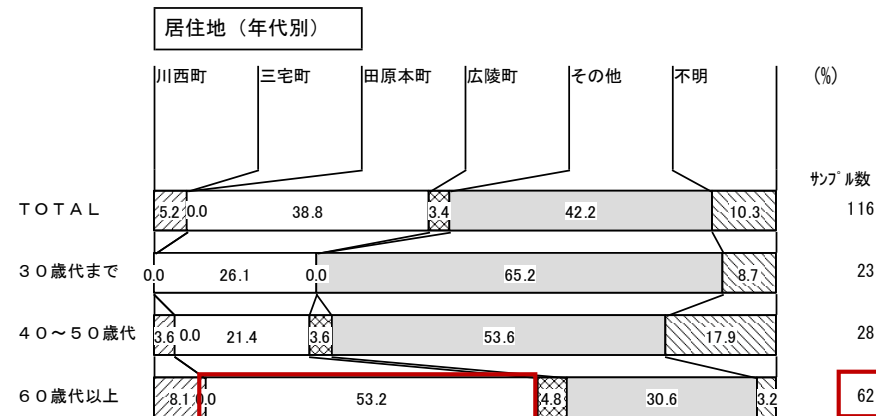 居住地（年代別）
川西町 三宅町 田原本町 広陵町 その他 不明 (%)
ｻﾝﾌﾟﾙ数
ＴＯＴＡＬ 5.2 0.0 38.8 3.4 42.2 10.3 116
３０歳代まで 0.0 26.1 0.0 65.2 8.7 23
４０～５０歳代 3.6 0.0 21.4 3.6 53.6 17.9 28
６０歳代以上 8.1 0.0 53.2 4.8 30.6 3.2 62